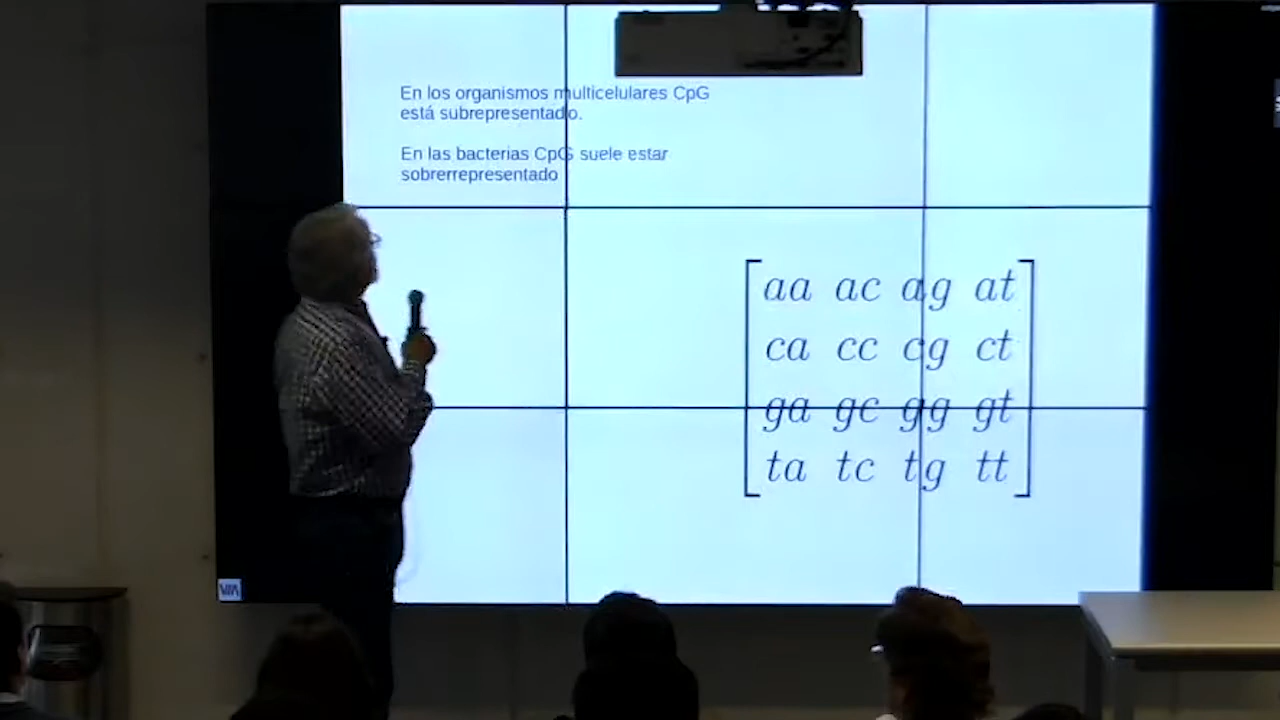 En los organismos multicelulares CpG
está subrepresentado.
En las bacterias CpG suele estar
sobrerrepresentado
aa ac ag at
ca cc cg ct
ga gc gg gt
ta tc tg tt
VIA